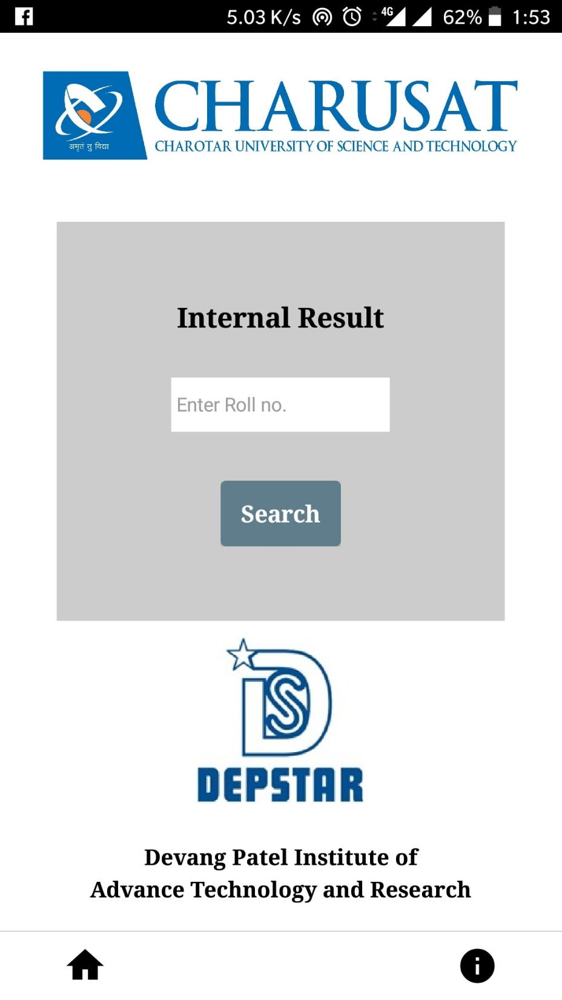 5.03 K/s 4G 62% 1:53
CHARUSAT
अमृतं तु विद्या
CHAROTAR UNIVERSITY OF SCIENCE AND TECHNOLOGY
Internal Result
Enter Roll no.
Search
DEPSTAR
Devang Patel Institute of
Advance Technology and Research